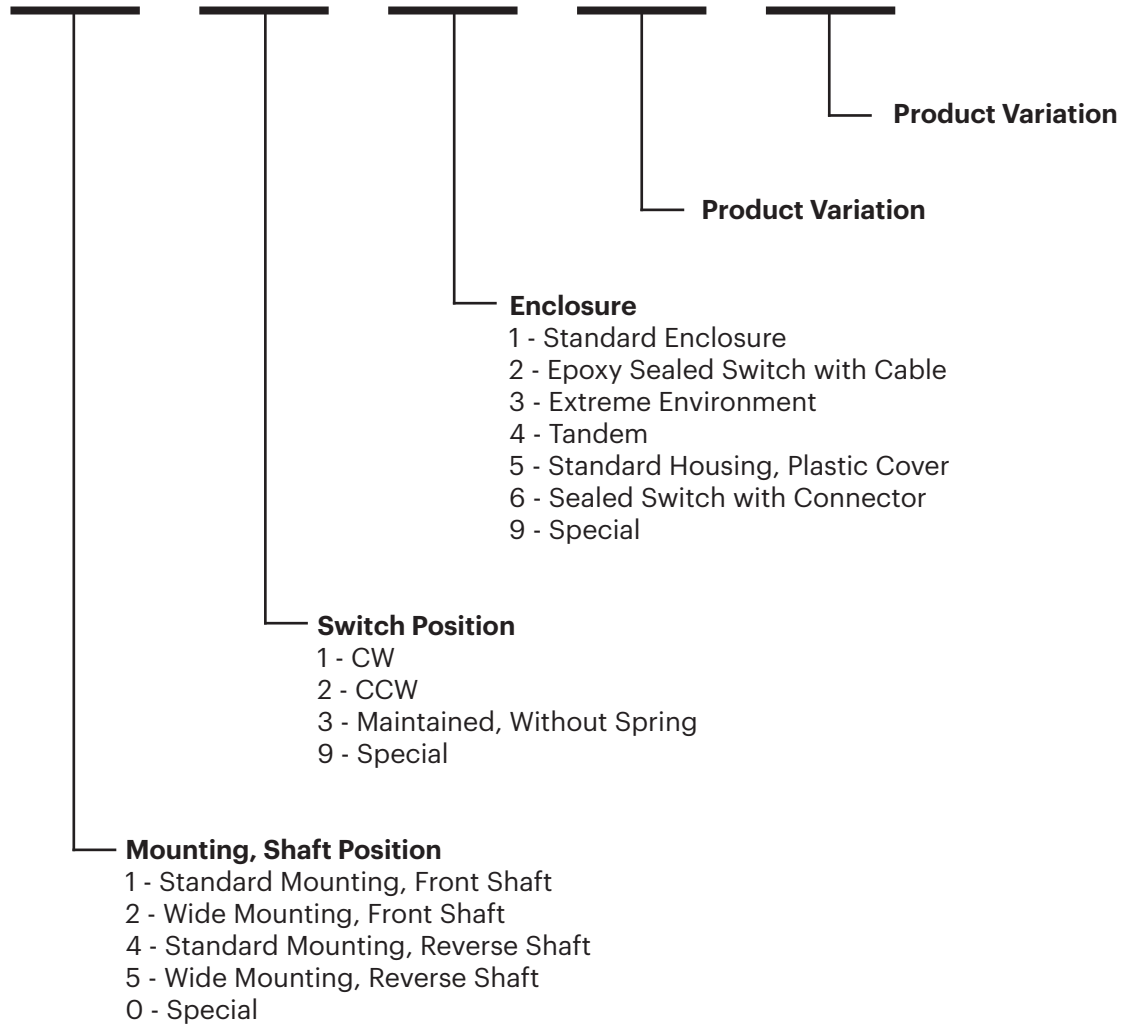 Product Variation
Product Variation
Enclosure
1 - Standard Enclosure
2 - Epoxy Sealed Switch with Cable
3 - Extreme Environment
4 - Tandem
5 - Standard Housing, Plastic Cover
6 - Sealed Switch with Connector
9 - Special
Switch Position
1 - CW
2 - CCW
3 - Maintained, Without Spring
9 - Special
Mounting, Shaft Position
1 - Standard Mounting, Front Shaft
2 - Wide Mounting, Front Shaft
4 - Standard Mounting, Reverse Shaft
5 - Wide Mounting, Reverse Shaft
0 - Special